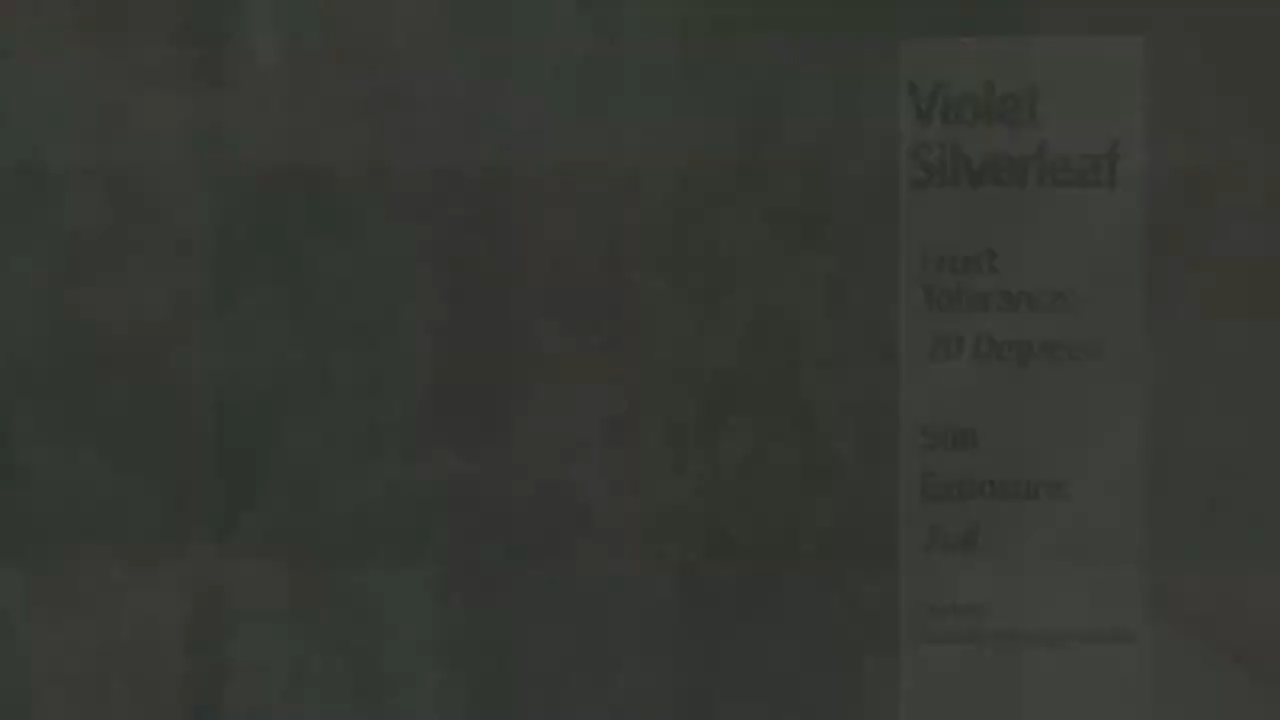 Violet
Silverleaf
Frost
Tolerance:
20 Degrees
Sun
Exposure:
Full